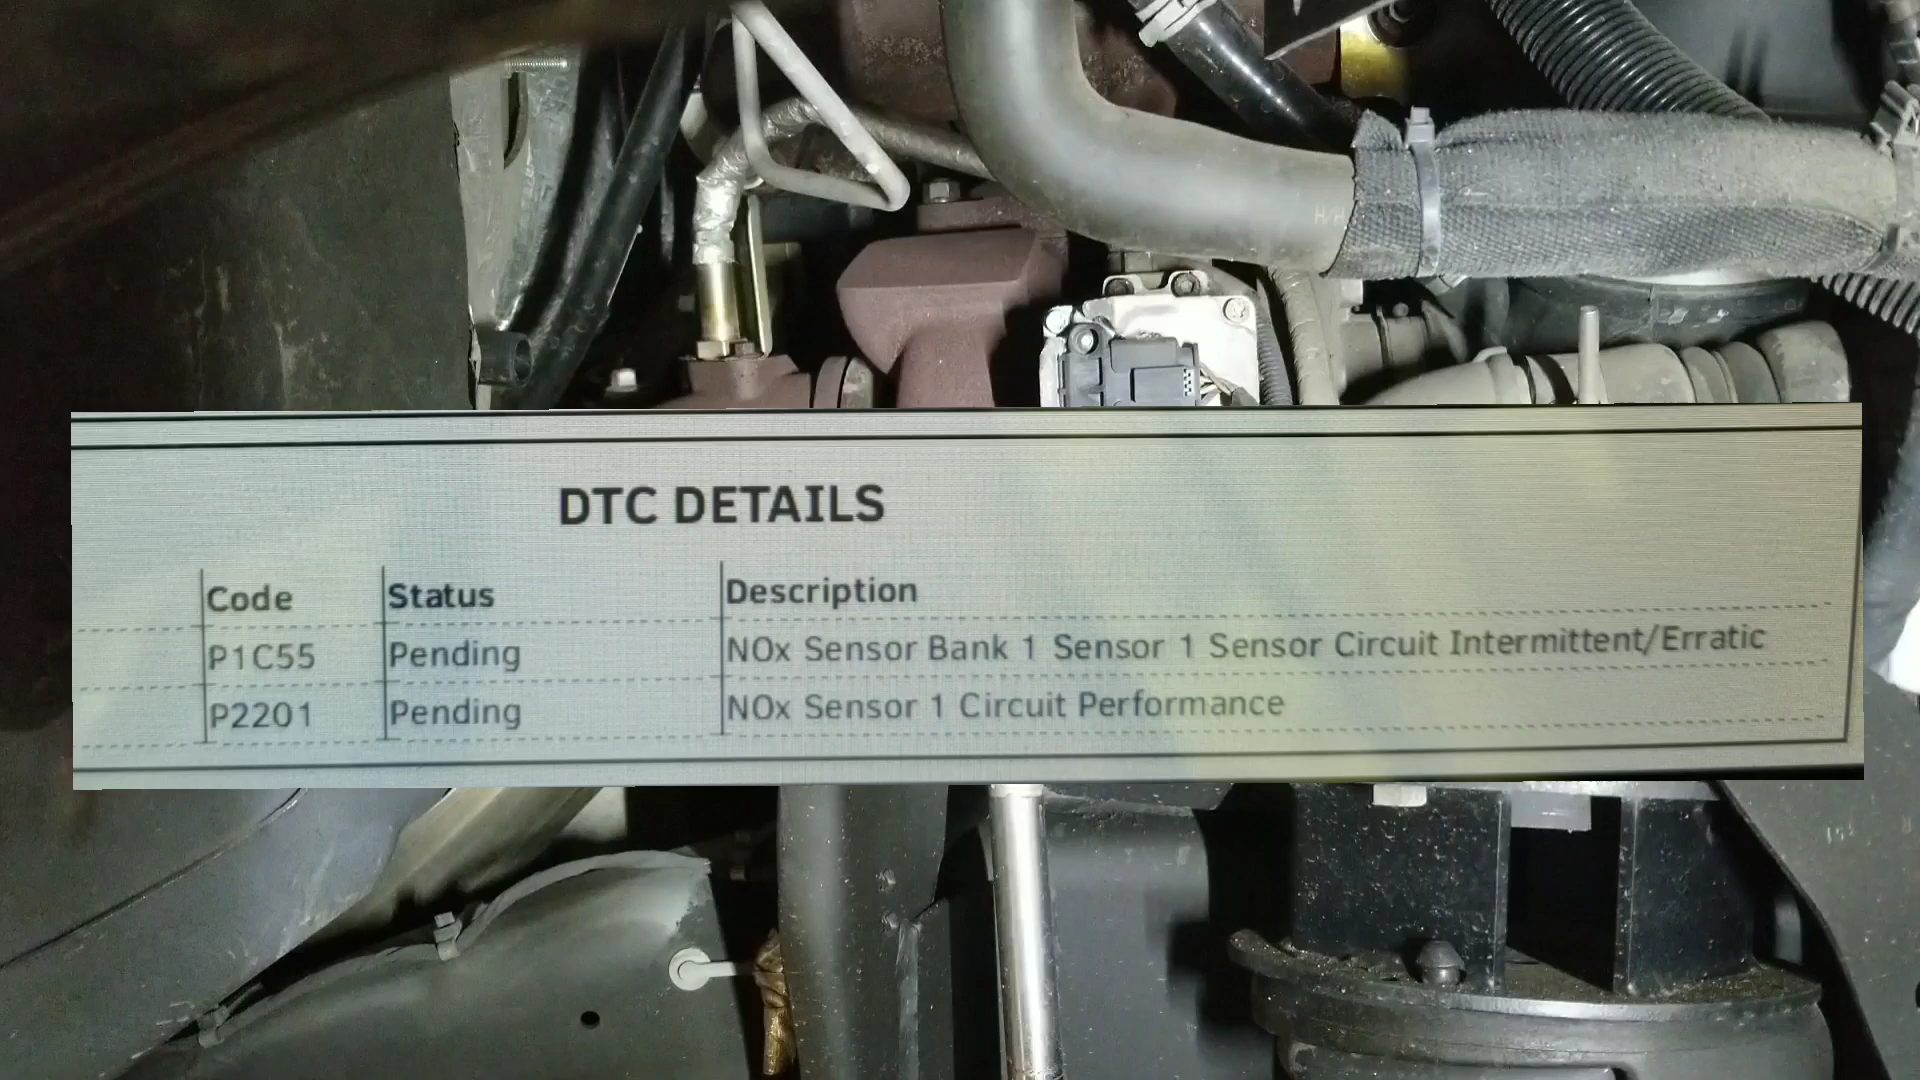 DTC DETAILS
Code Status Description
P1C55 Pending NOx Sensor Bank 1 Sensor 1 Sensor Circuit Intermittent/Erratic
P2201 Pending NOx Sensor 1 Circuit Performance